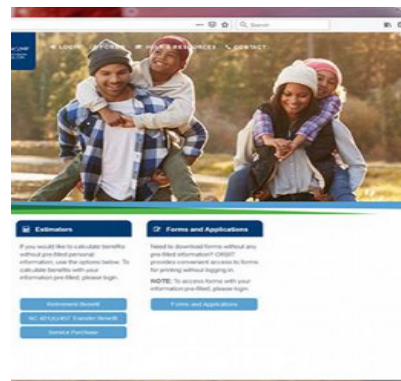 Search
LOGIN FORMS HELP & RESOURCES CONTACT
Estimators
If you would like to calculate benefits
without pre-filled personal
information, use the options below. To
calculate benefits with your
information pre-filled, please login.
Retirement Benefit
NC 401(k)/457 Transfer Benefit
Service Purchase
Forms and Applications
Need to download forms without any
pre-filled information? ORBIT
provides convenient access to forms
for printing without logging in.
NOTE: To access forms with your
information pre-filled, please login.
Forms and Applications